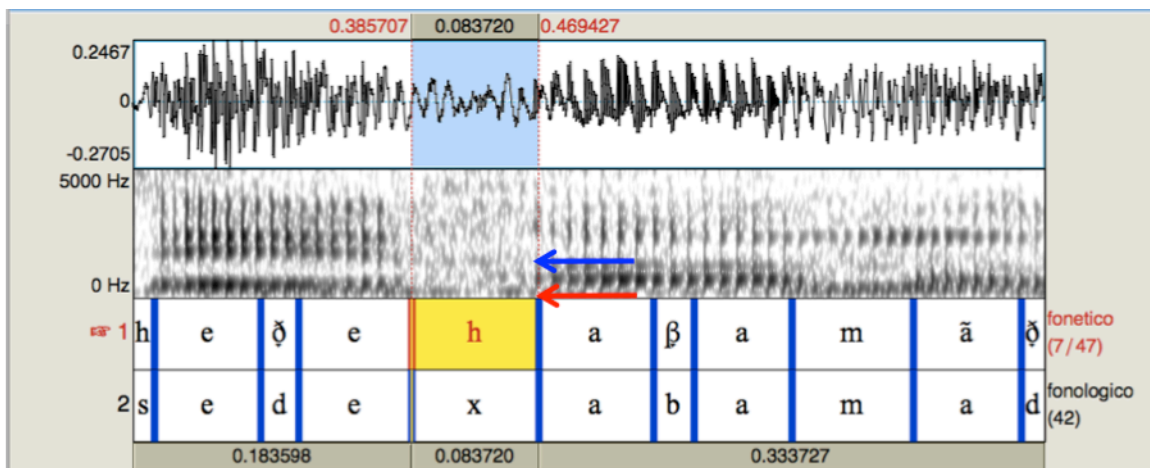 0.385707 0.083720 0.469427
0.2467
0
-0.2705
5000 Hz
0 Hz
☞ 1 h e ð̞ e h a β̞ a m ã ð̞ fonetico (7/47)
2 s e d e x a b a m a d fonologico (42)
0.183598 0.083720 0.333727